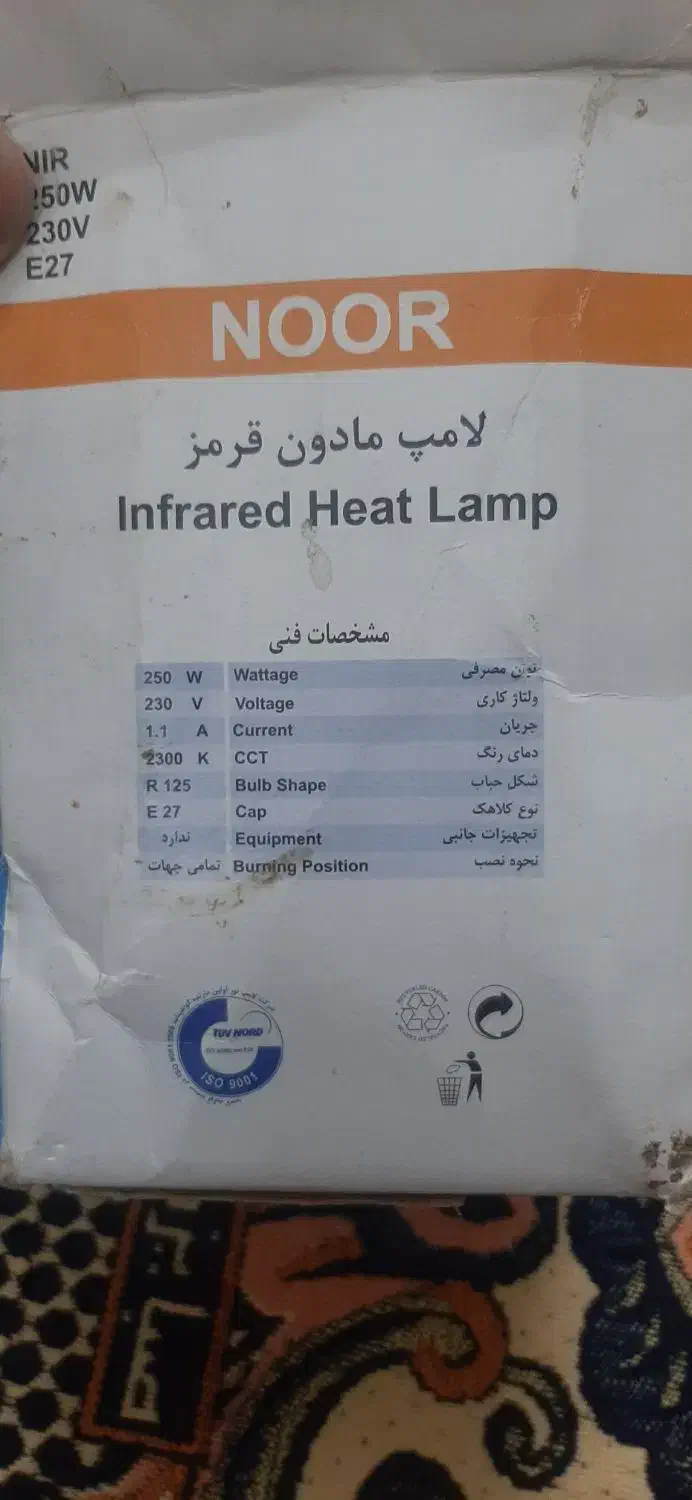 NIR
250W
230V
E27
NOOR
لامپ مادون قرمز
Infrared Heat Lamp
مشخصات فنی
250 W Wattage توان مصرفی
230 V Voltage ولتاژ کاری
1.1 A Current جریان
2300 K CCT دمای رنگ
R 125 Bulb Shape شکل حباب
E 27 Cap نوع کلاهک
ندارد Equipment تجهیزات جانبی
تمامی جهات Burning Position نحوه نصب
TUV NORD
ISO 9001